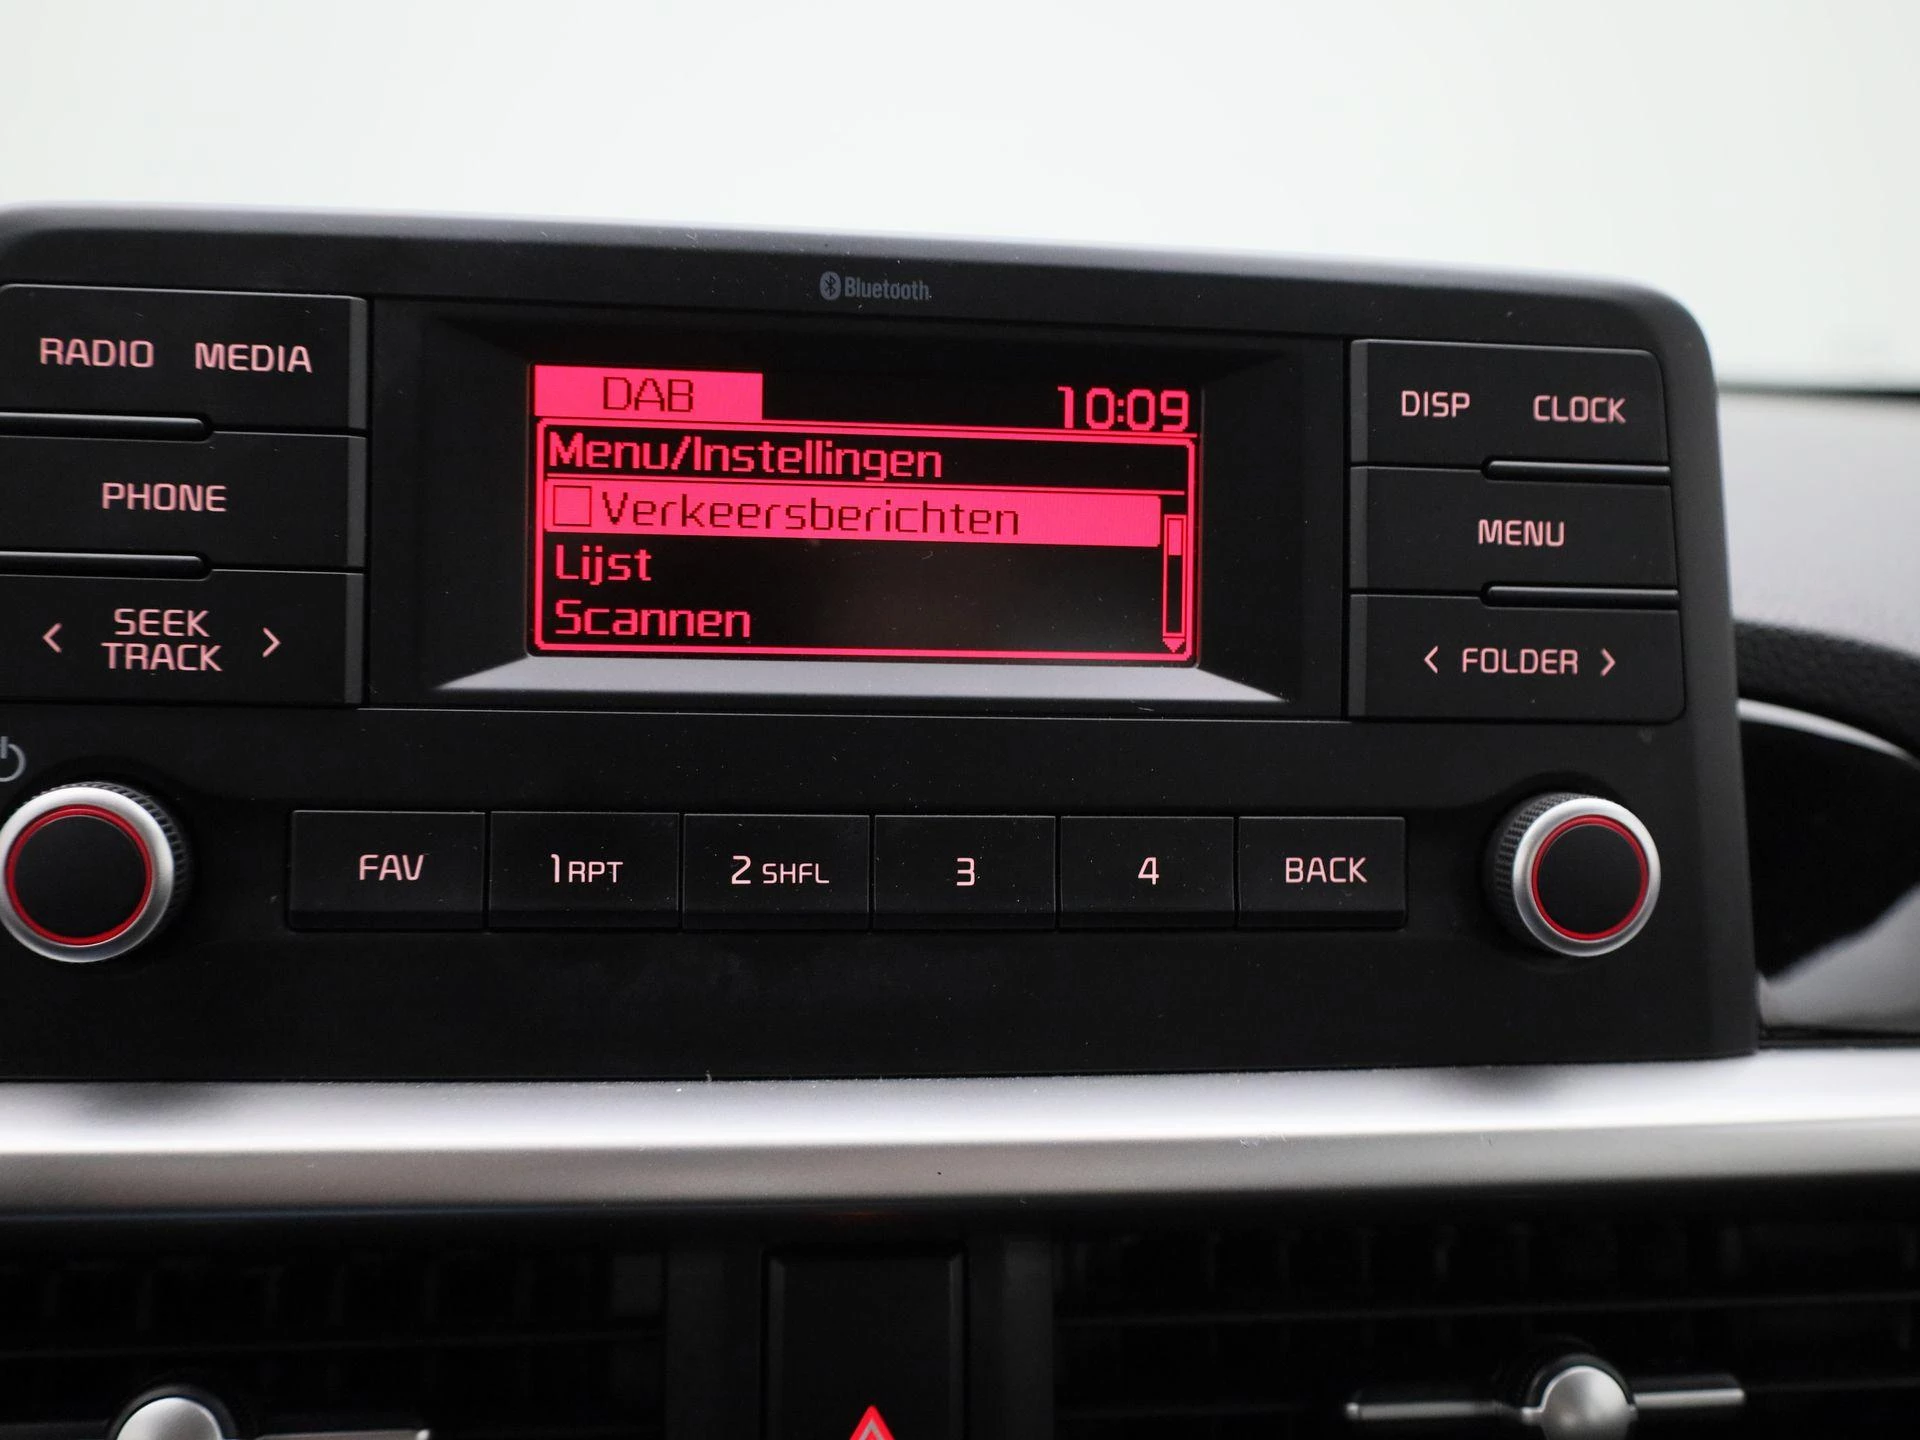 Bluetooth
RADIO MEDIA
PHONE
< SEEK TRACK >
DAB 10:09
Menu/Instellingen
Verkeersberichten
Lijst
Scannen
DISP CLOCK
MENU
< FOLDER >
FAV 1 RPT 2 SHFL 3 4 BACK